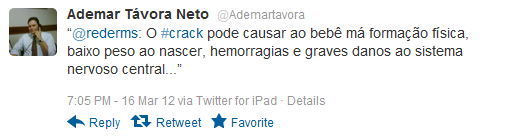 Ademar Távora Neto @Ademartavora
“@rederms: O #crack pode causar ao bebê má formação física,
baixo peso ao nascer, hemorragias e graves danos ao sistema
nervoso central...”
7:05 PM - 16 Mar 12 via Twitter for iPad · Details
Reply Retweet Favorite